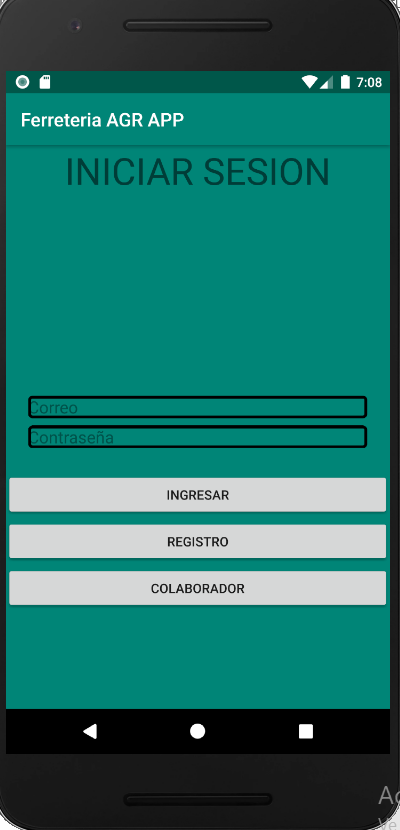 7:08
Ferreteria AGR APP
INICIAR SESION
Correo
Contraseña
INGRESAR
REGISTRO
COLABORADOR